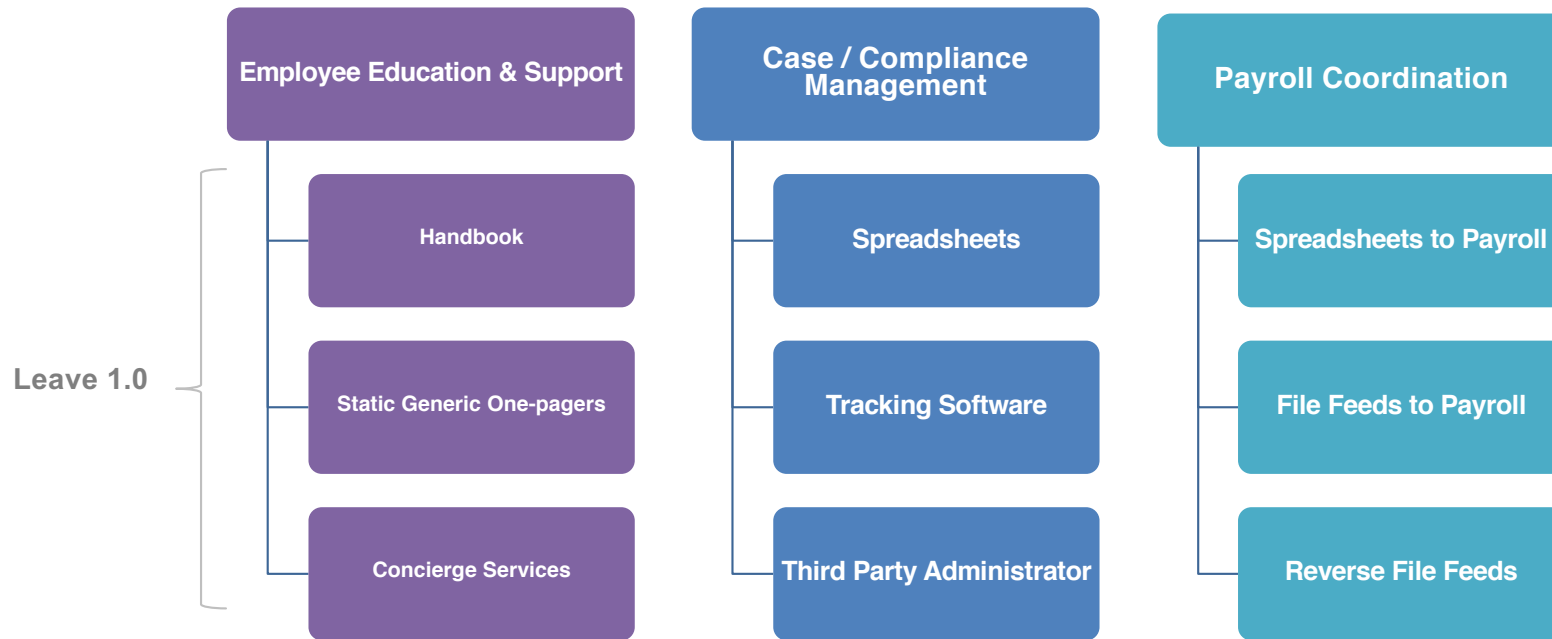 Employee Education & Support
Case / Compliance
Management
Payroll Coordination
Leave 1.0
Handbook
Spreadsheets
Spreadsheets to Payroll
Static Generic One-pagers
Tracking Software
File Feeds to Payroll
Concierge Services
Third Party Administrator
Reverse File Feeds